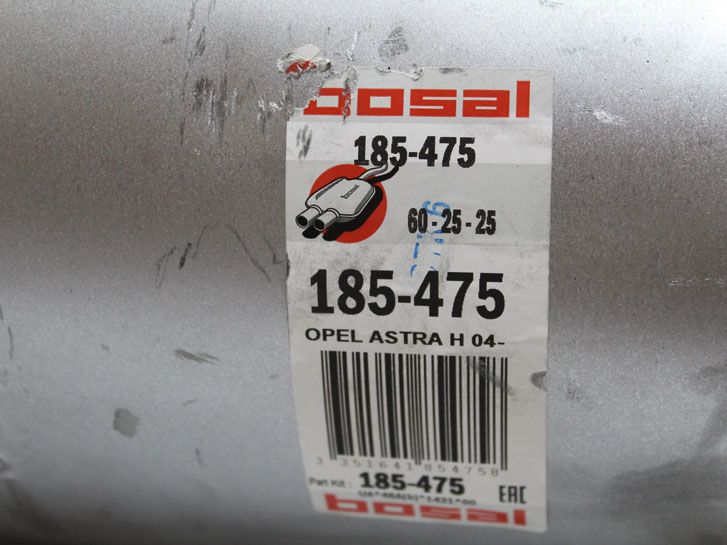 bosal
185-475
60-25-25
185-475
OPEL ASTRA H 04-
3 351641 854758
Part Kit : 185-475
EAC
bosal